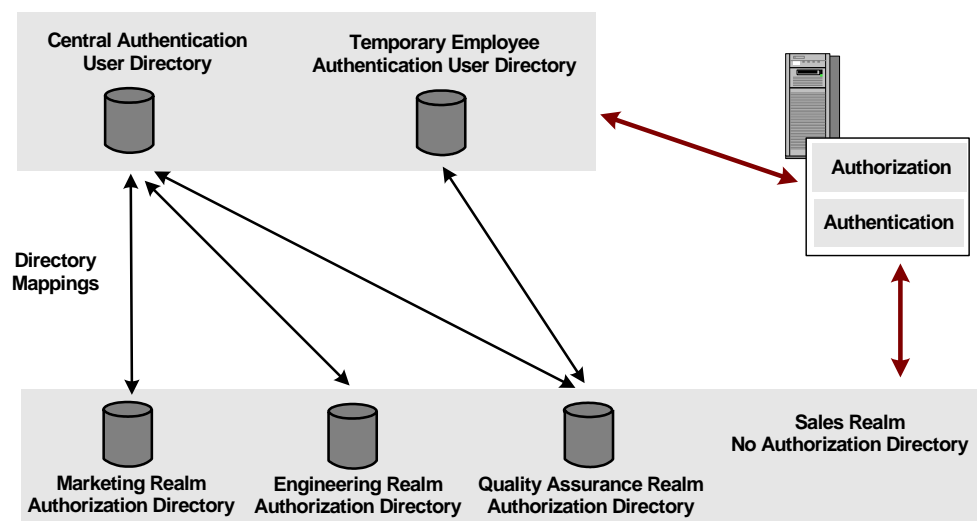 Central Authentication
User Directory
Temporary Employee
Authentication User Directory
Authorization
Authentication
Directory
Mappings
Sales Realm
No Authorization Directory
Marketing Realm
Authorization Directory
Engineering Realm
Authorization Directory
Quality Assurance Realm
Authorization Directory